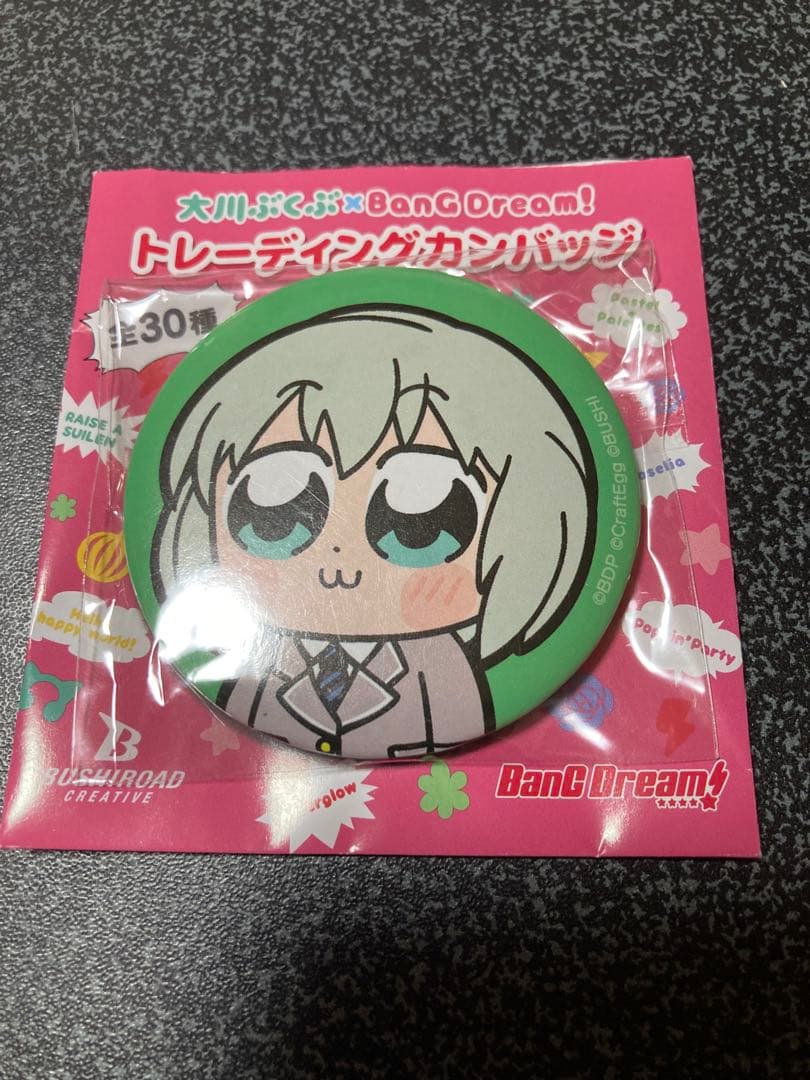 大川ぶくぶ×BanG Dream!
トレーディングカンバッジ
全30種
Pastel
Palettes
RAISE A
SUILEN
oselia
©BDP ©CraftEgg ©BUSHI
Hello,
happy world!
Poppin'Party
BUSHIROAD
CREATIVE
rglow
BanG Dream!